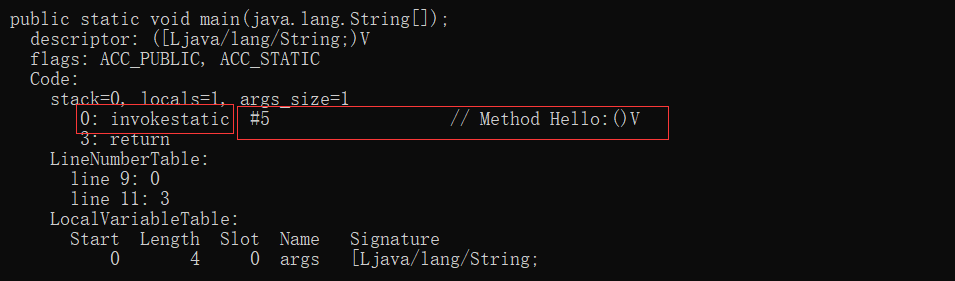 public static void main(java.lang.String[]);
descriptor: ([Ljava/lang/String;)V
flags: ACC_PUBLIC, ACC_STATIC
Code:
stack=0, locals=1, args_size=1
0: invokestatic #5 // Method Hello:()V
3: return
LineNumberTable:
line 9: 0
line 11: 3
LocalVariableTable:
Start Length Slot Name Signature
0 4 0 args [Ljava/lang/String;